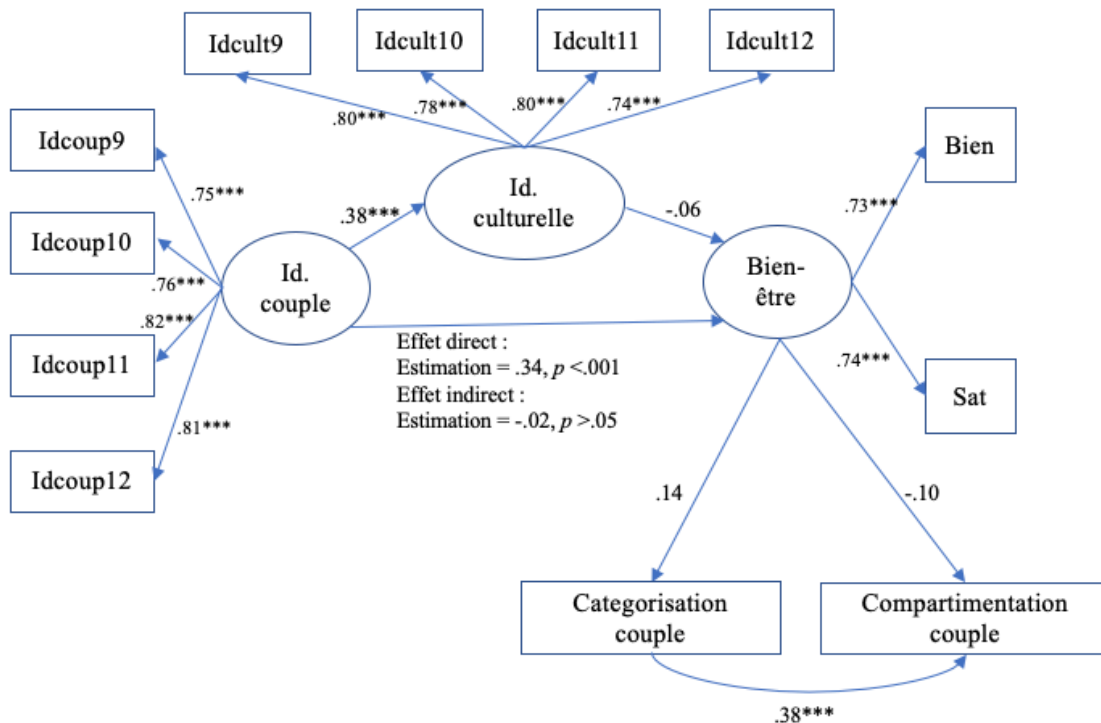 Idcult9
Idcult10
Idcult11
Idcult12
.80***
.78***
.80***
.74***
Idcoup9
Idcoup10
Idcoup11
Idcoup12
.75***
.76***
.82***
.81***
Id.
couple
.38***
Id.
culturelle
-.06
Bien-
être
.73***
Bien
.74***
Sat
Effet direct :
Estimation = .34, p <.001
Effet indirect :
Estimation = -.02, p >.05
.14
-.10
Categorisation
couple
Compartimentation
couple
.38***